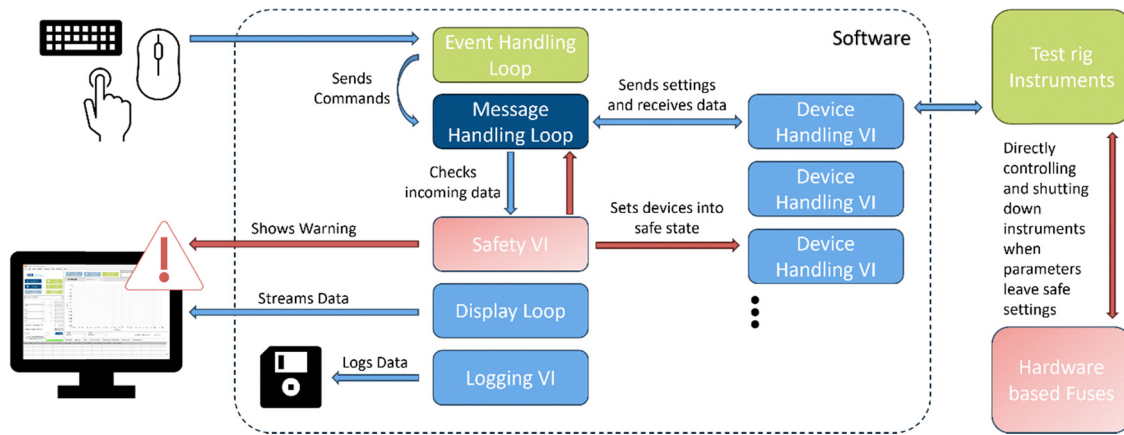 Software
Event Handling
Loop
Sends
Commands
Message
Handling Loop
Sends settings
and receives data
Device
Handling VI
Test rig
Instruments
Checks
incoming data
Device
Handling VI
Directly
controlling
and shutting
down
instruments
when
parameters
leave safe
settings
Shows Warning
Safety VI
Sets devices into
safe state
Device
Handling VI
Streams Data
Display Loop
Logs Data
Logging VI
Hardware
based Fuses